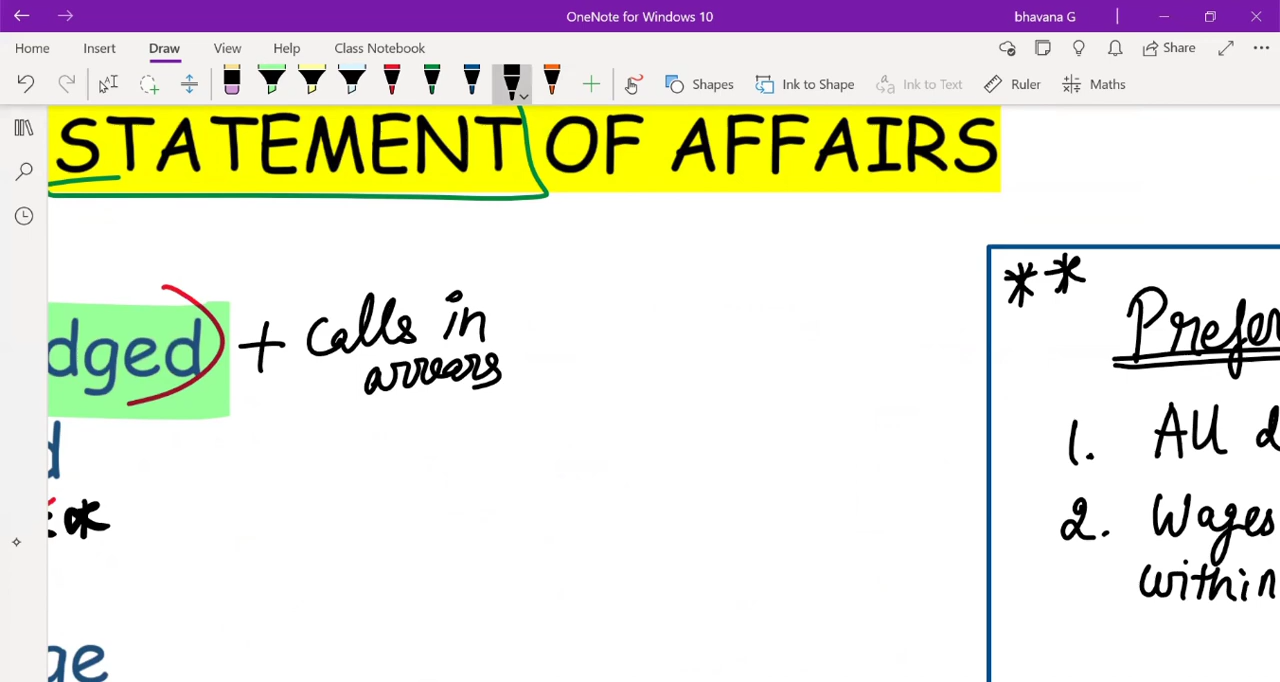 OneNote for Windows 10
bhavana G
Home Insert Draw View Help Class Notebook
Share
Shapes Ink to Shape Ink to Text Ruler Maths
STATEMENT OF AFFAIRS
dged + Calls in
arrears
**
Prefer
1. All d
2. Wages
within
d
*
ge